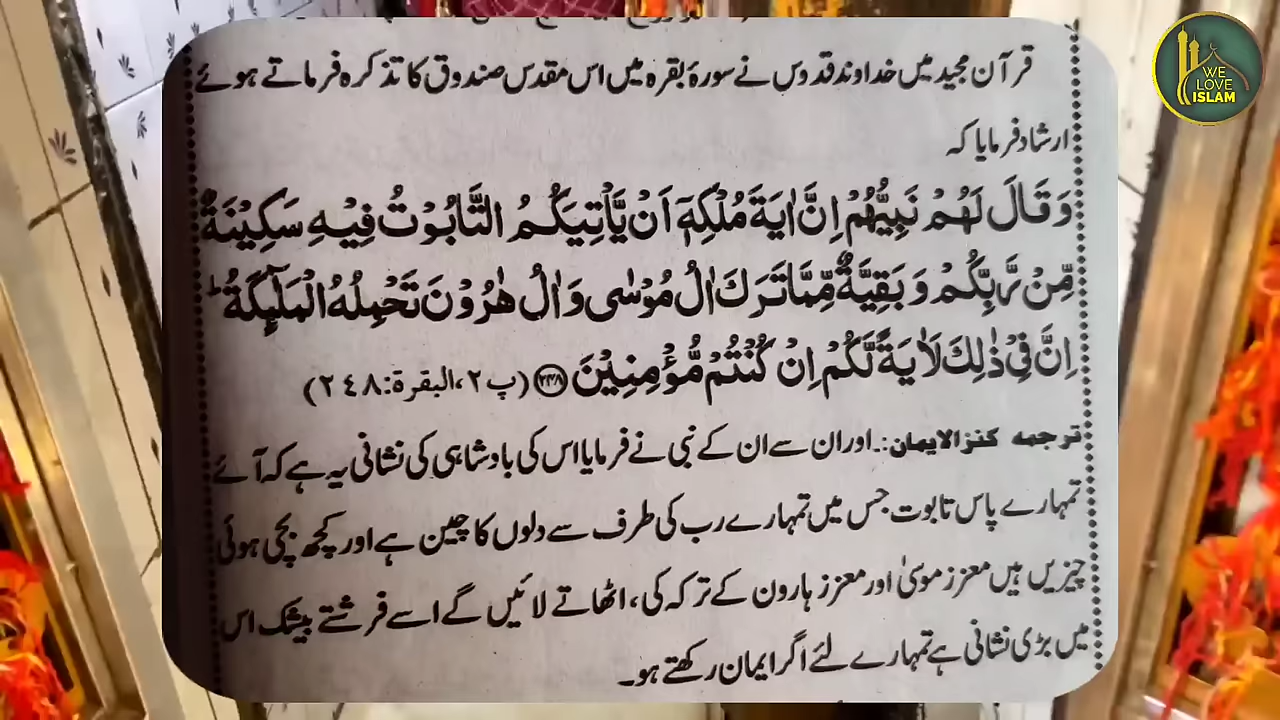 قرآن مجید میں خداوند قدوس نے سورۂ بقرہ میں اس مقدس صندوق کا تذکرہ فرماتے ہوئے
ارشاد فرمایا کہ
وَقَالَ لَهُمْ نَبِيُّهُمْ اِنَّ اٰيَةَ مُلْكِهٖٓ اَنْ يَّاْتِيَكُمُ التَّابُوْتُ فِيْهِ سَكِيْنَةٌ
مِّنْ رَّبِّكُمْ وَبَقِيَّةٌ مِّمَّا تَرَكَ اٰلُ مُوْسٰى وَاٰلُ هٰرُوْنَ تَحْمِلُهُ الْمَلٰٓئِكَةُ ؕ
اِنَّ فِيْ ذٰلِكَ لَاٰيَةً لَّكُمْ اِنْ كُنْتُمْ مُّؤْمِنِيْنَ ﴿۲۴۸﴾ (پ۲،البقرة:۲٤۸)
ترجمه کنزالایمان:۔ اور ان سے ان کے نبی نے فرمایا اس کی بادشاہی کی نشانی یہ ہے کہ آئے
تمہارے پاس تابوت جس میں تمہارے رب کی طرف سے دلوں کا چین ہے اور کچھ بچی ہوئی
چیزیں ہیں معزز موسیٰ اور معزز ہارون کے ترکہ کی، اٹھاتے لائیں گے اسے فرشتے بیشک اس
میں بڑی نشانی ہے تمہارے لئے اگر ایمان رکھتے ہو۔
WE
LOVE
ISLAM